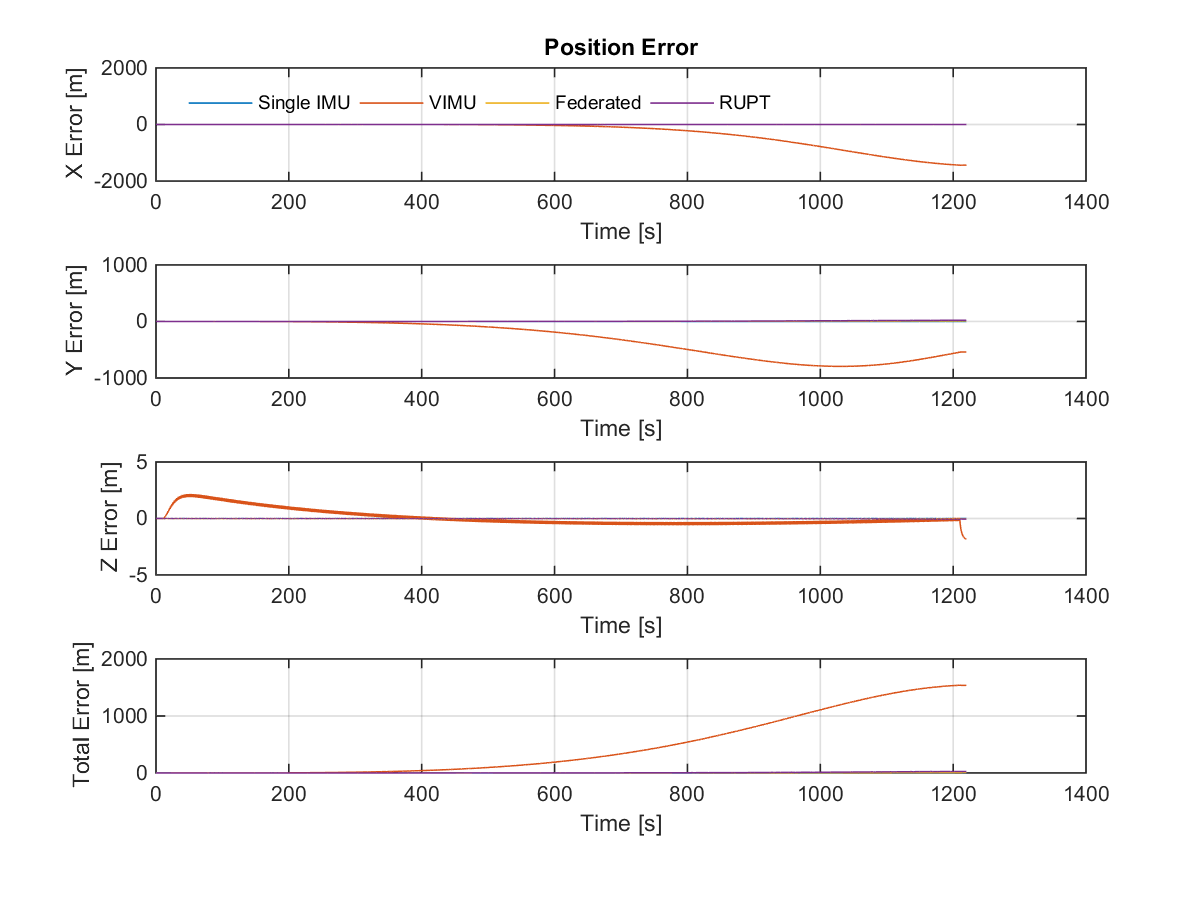 Position Error
2000
0
-2000
X Error [m]
Single IMU VIMU Federated RUPT
0 200 400 600 800 1000 1200 1400
Time [s]
1000
0
-1000
Y Error [m]
0 200 400 600 800 1000 1200 1400
Time [s]
5
0
-5
Z Error [m]
0 200 400 600 800 1000 1200 1400
Time [s]
2000
1000
0
Total Error [m]
0 200 400 600 800 1000 1200 1400
Time [s]